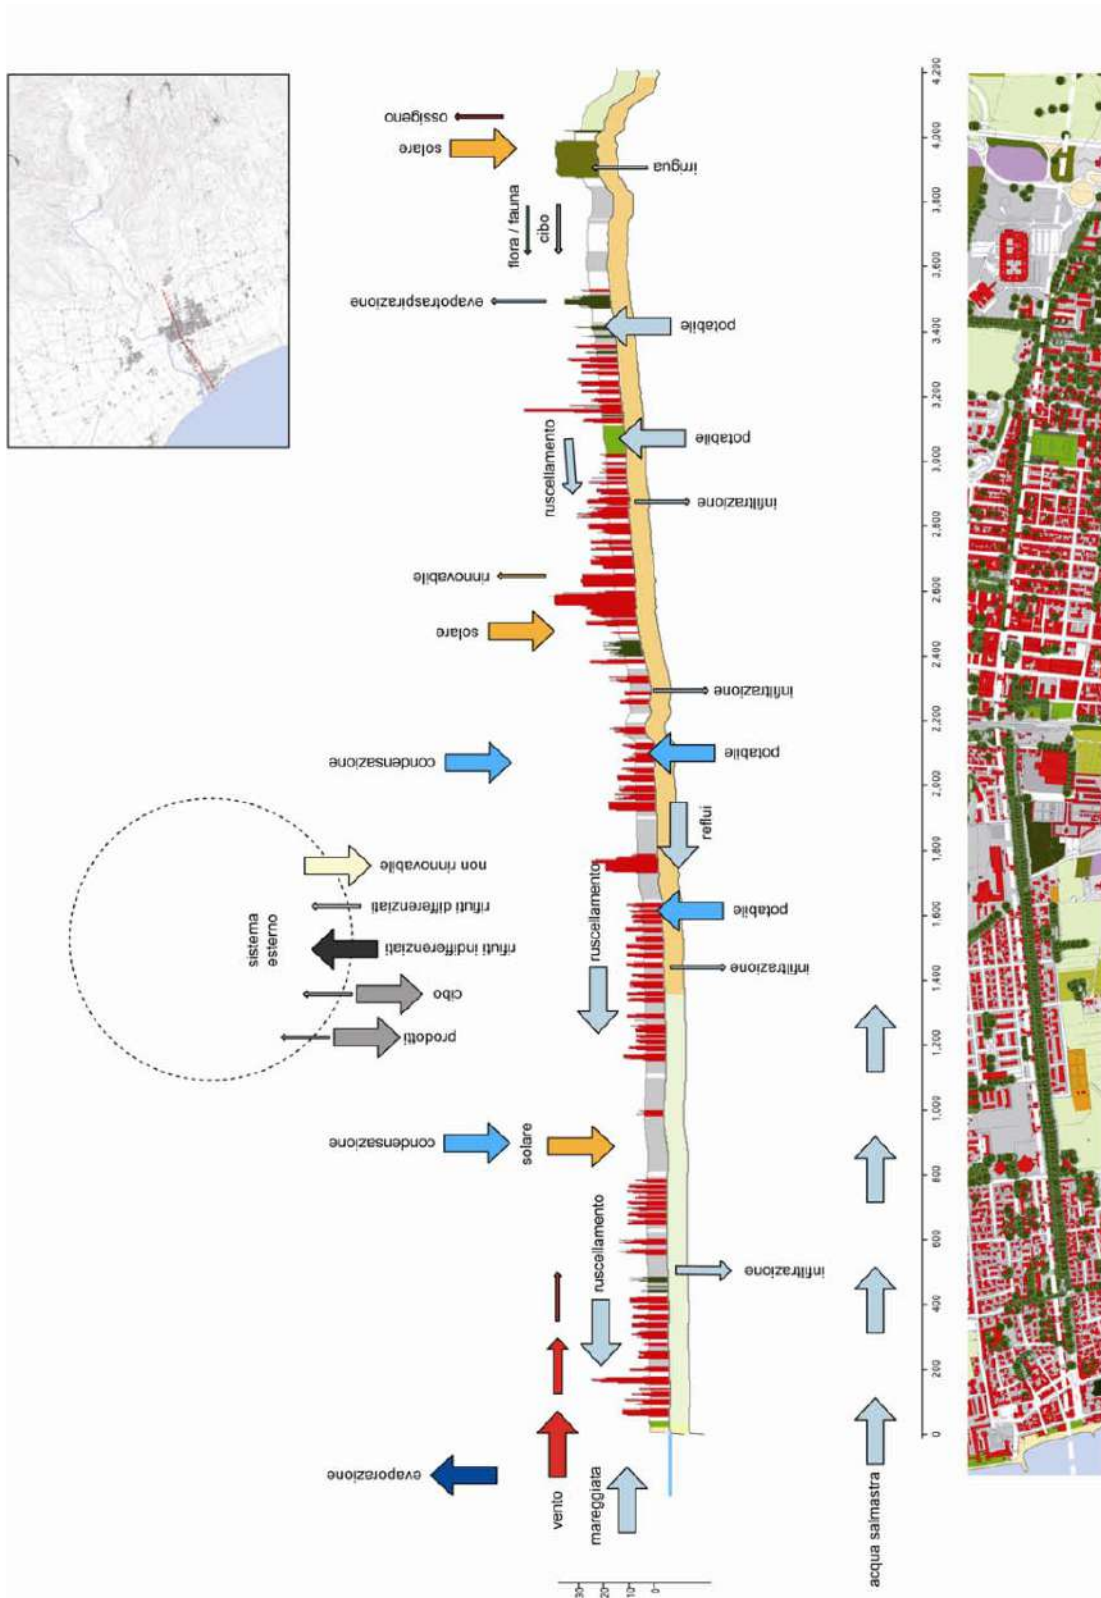 ossigeno
solare
irrigua
flora / fauna
cibo
evapotraspirazione
potabile
potabile
ruscellamento
infiltrazione
rinnovabile
solare
infiltrazione
condensazione
potabile
reflui
non rinnovabile
rifiuti differenziati
sistema
esterno
rifiuti indifferenziati
cibo
prodotti
ruscellamento
potabile
infiltrazione
condensazione
solare
ruscellamento
infiltrazione
evaporazione
vento
mareggiata
acqua salmastra
30
20
10
0
4,200
4,000
3,800
3,600
3,400
3,200
3,000
2,800
2,600
2,400
2,200
2,000
1,800
1,600
1,400
1,200
1,000
800
600
400
200
0